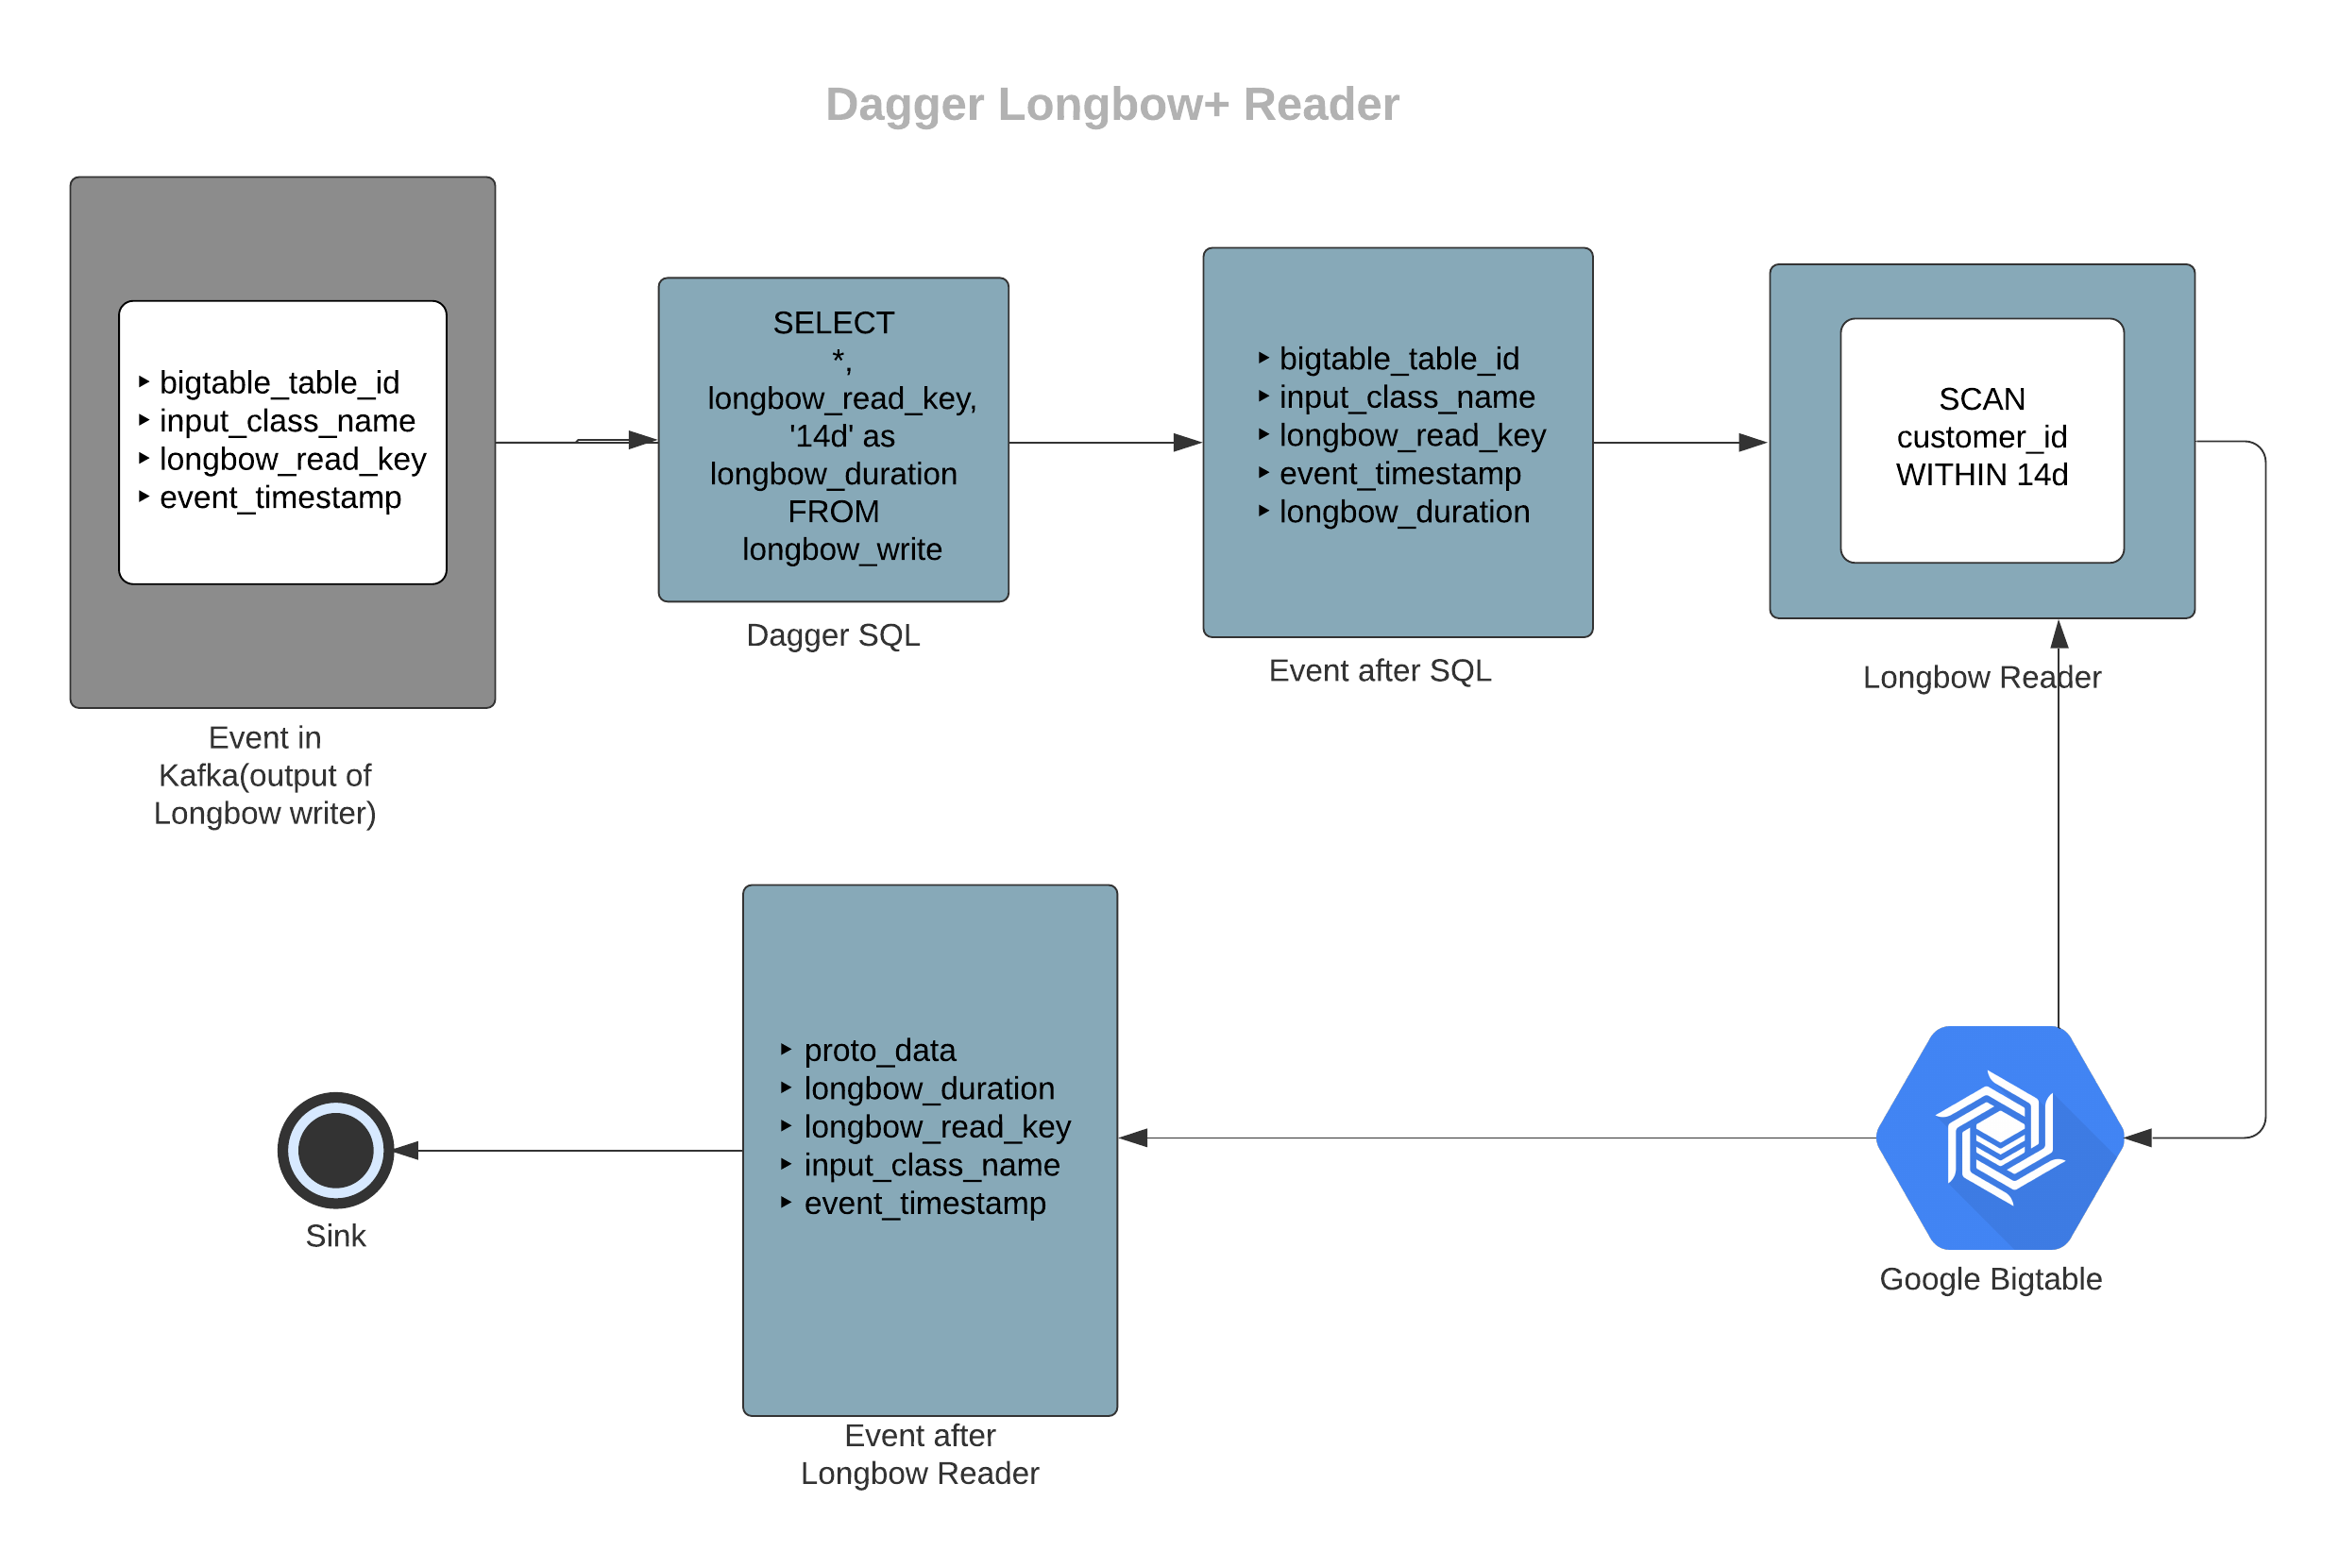 Dagger Longbow+ Reader
bigtable_table_id
input_class_name
longbow_read_key
event_timestamp
Event in
Kafka(output of
Longbow writer)
SELECT
*,
longbow_read_key,
'14d' as
longbow_duration
FROM
longbow_write
Dagger SQL
bigtable_table_id
input_class_name
longbow_read_key
event_timestamp
longbow_duration
Event after SQL
SCAN
customer_id
WITHIN 14d
Longbow Reader
proto_data
longbow_duration
longbow_read_key
input_class_name
event_timestamp
Event after
Longbow Reader
Sink
Google Bigtable